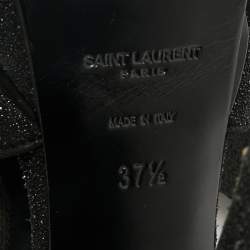 SAINT LAURENT
PARIS
MADE IN ITALY
37½